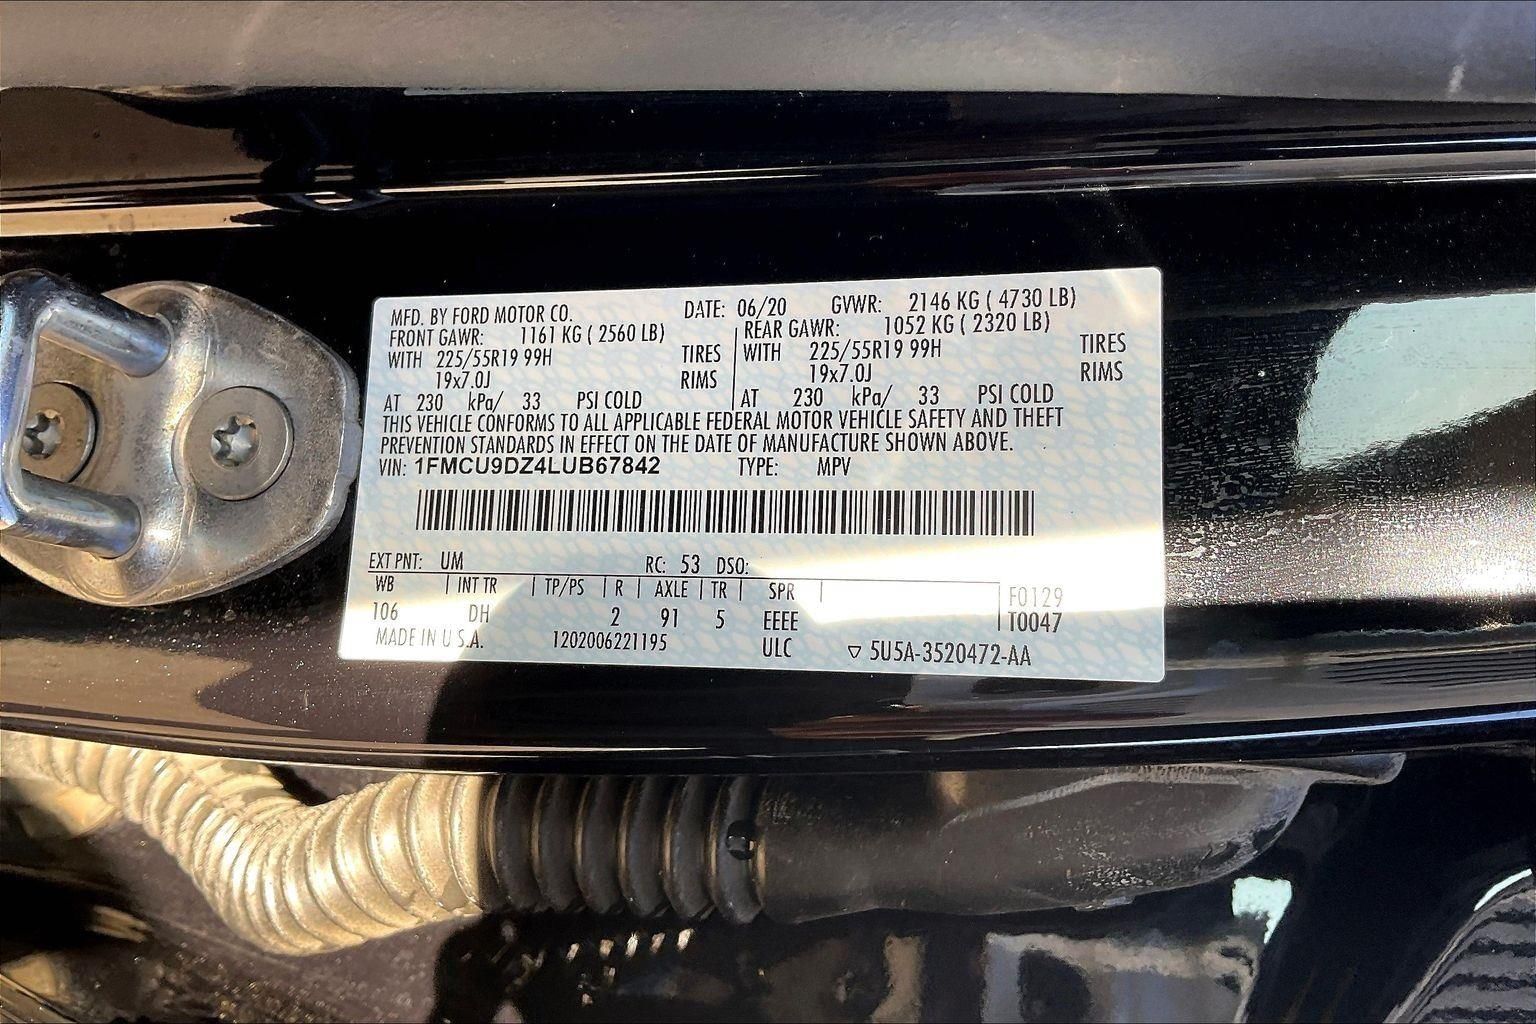 MFD. BY FORD MOTOR CO. DATE: 06/20 GVWR: 2146 KG ( 4730 LB)
FRONT GAWR: 1161 KG ( 2560 LB) REAR GAWR: 1052 KG ( 2320 LB)
WITH 225/55R19 99H TIRES WITH 225/55R19 99H TIRES
19x7.0J RIMS 19x7.0J RIMS
AT 230 kPa/ 33 PSI COLD AT 230 kPa/ 33 PSI COLD
THIS VEHICLE CONFORMS TO ALL APPLICABLE FEDERAL MOTOR VEHICLE SAFETY AND THEFT
PREVENTION STANDARDS IN EFFECT ON THE DATE OF MANUFACTURE SHOWN ABOVE.
VIN: 1FMCU9DZ4LUB67842 TYPE: MPV
EXT PNT: UM RC: 53 DSO:
WB | INT TR | TP/PS | R | AXLE | TR | SPR | F0129
106 DH 2 91 5 EEEE T0047
MADE IN U.S.A. 1202006221195 ULC ▽ 5U5A-3520472-AA